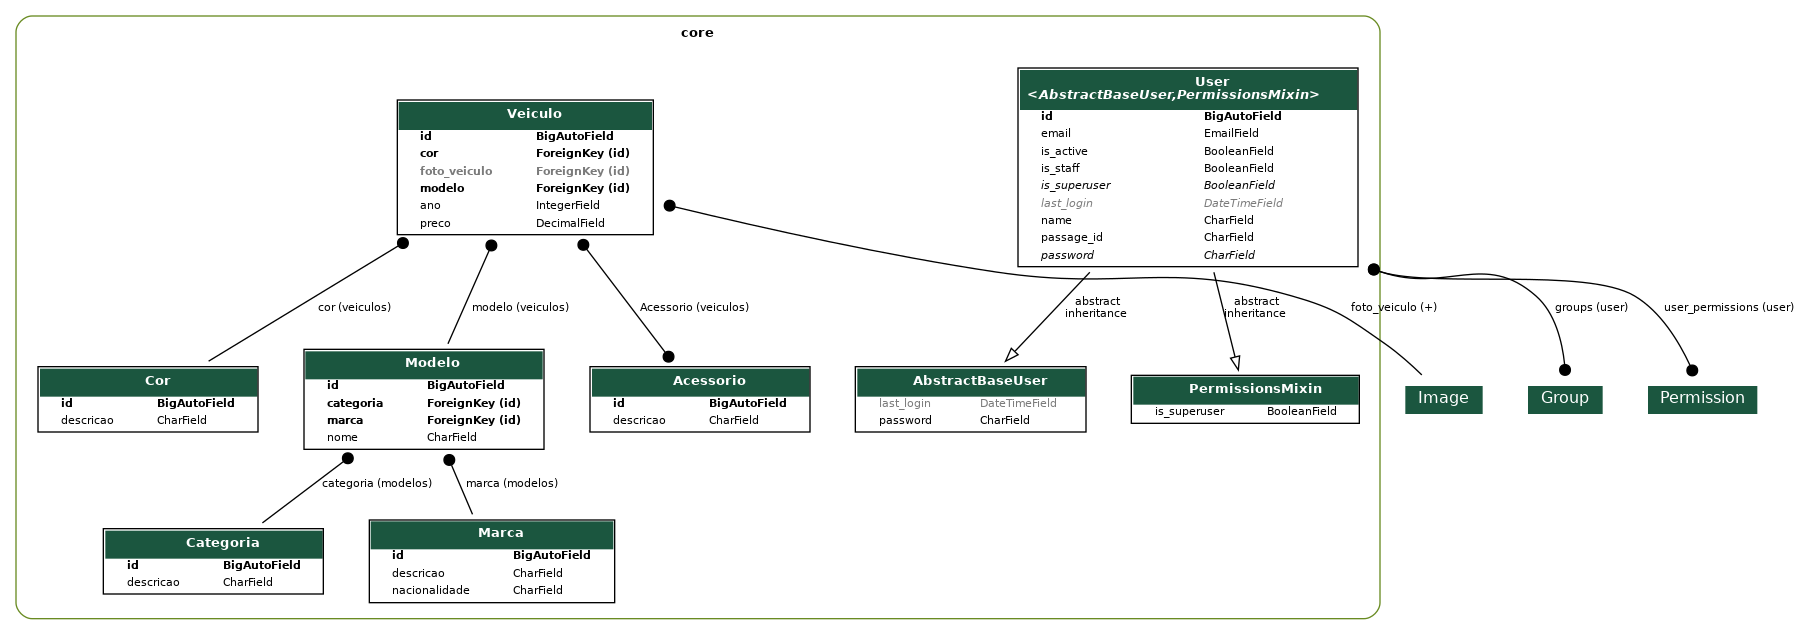 core
Veiculo
id BigAutoField
cor ForeignKey (id)
foto_veiculo ForeignKey (id)
modelo ForeignKey (id)
ano IntegerField
preco DecimalField
User
<AbstractBaseUser,PermissionsMixin>
id BigAutoField
email EmailField
is_active BooleanField
is_staff BooleanField
is_superuser BooleanField
last_login DateTimeField
name CharField
passage_id CharField
password CharField
cor (veiculos)
modelo (veiculos)
Acessorio (veiculos)
abstract
inheritance
abstract
inheritance
foto_veiculo (+)
groups (user)
user_permissions (user)
Cor
id BigAutoField
descricao CharField
Modelo
id BigAutoField
categoria ForeignKey (id)
marca ForeignKey (id)
nome CharField
Acessorio
id BigAutoField
descricao CharField
AbstractBaseUser
last_login DateTimeField
password CharField
PermissionsMixin
is_superuser BooleanField
Image
Group
Permission
categoria (modelos)
marca (modelos)
Categoria
id BigAutoField
descricao CharField
Marca
id BigAutoField
descricao CharField
nacionalidade CharField